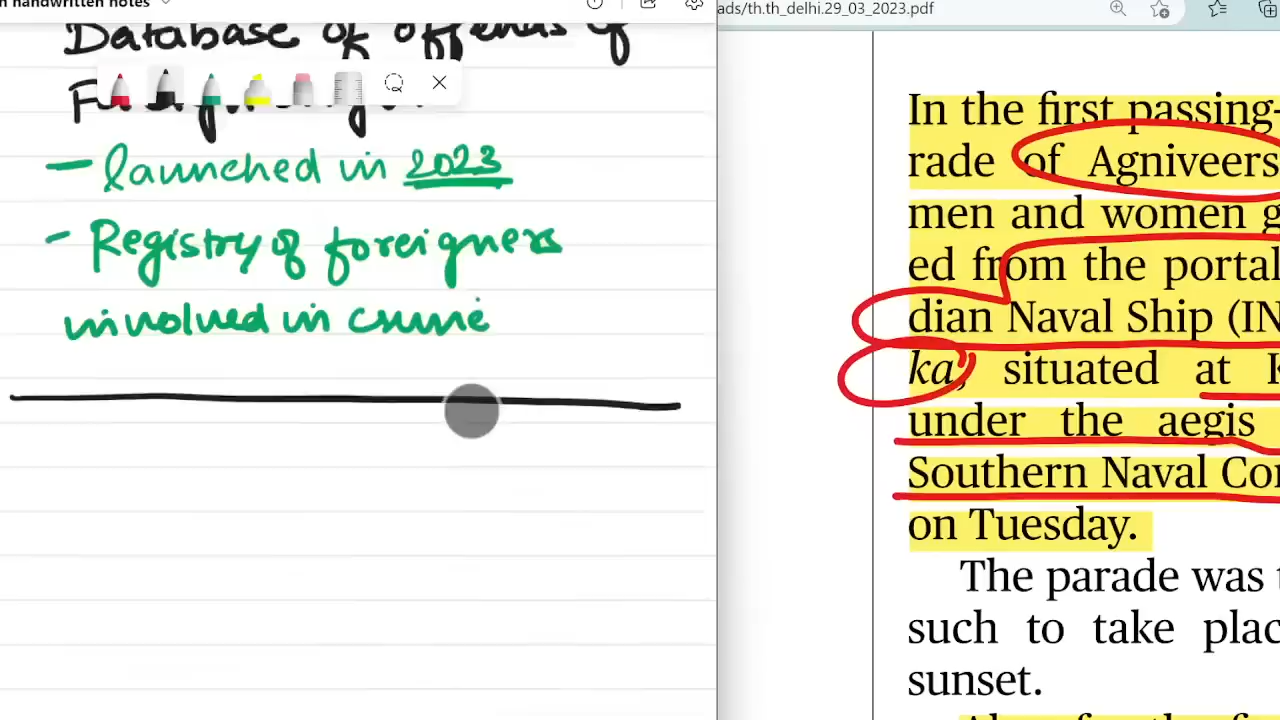 n handwritten notes
Database of offends of
- launched in 2023
- Registry of foreigners
involved in crime
ads/th.th_delhi.29_03_2023.pdf
In the first passing-
rade of Agniveers
men and women g
ed from the portal
dian Naval Ship (IN
ka, situated at K
under the aegis
Southern Naval Co
on Tuesday.
The parade was t
such to take plac
sunset.